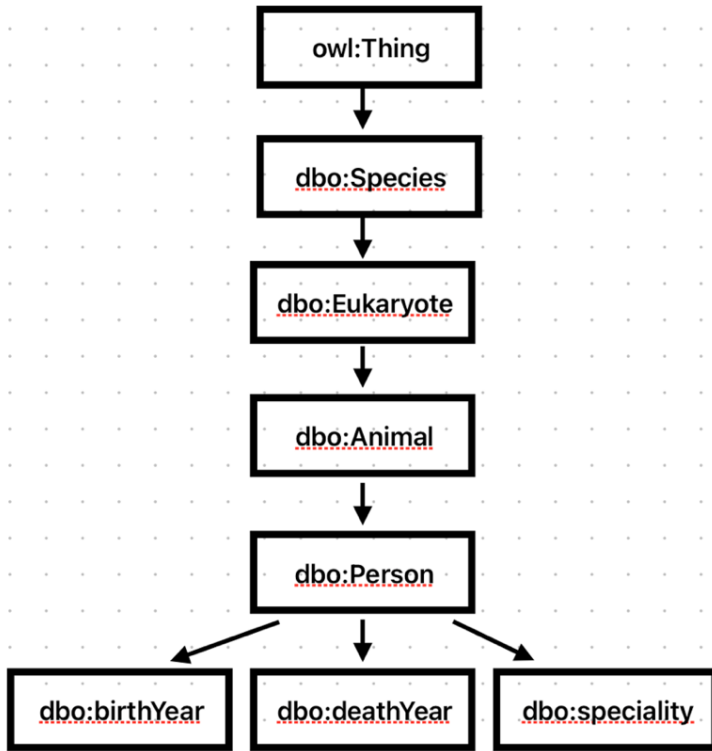 owl:Thing
dbo:Species
dbo:Eukaryote
dbo:Animal
dbo:Person
dbo:birthYear
dbo:deathYear
dbo:speciality